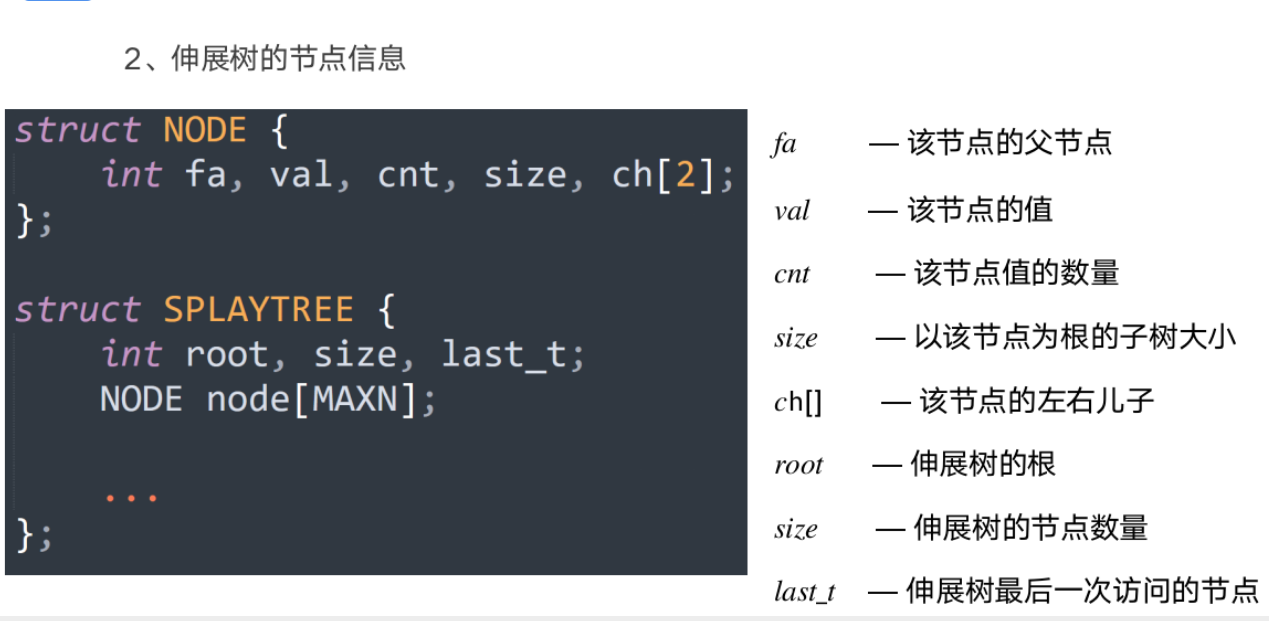 2、伸展树的节点信息
struct NODE {
int fa, val, cnt, size, ch[2];
};
struct SPLAYTREE {
int root, size, last_t;
NODE node[MAXN];
...
};
fa — 该节点的父节点
val — 该节点的值
cnt — 该节点值的数量
size — 以该节点为根的子树大小
ch[] — 该节点的左右儿子
root — 伸展树的根
size — 伸展树的节点数量
last_t — 伸展树最后一次访问的节点